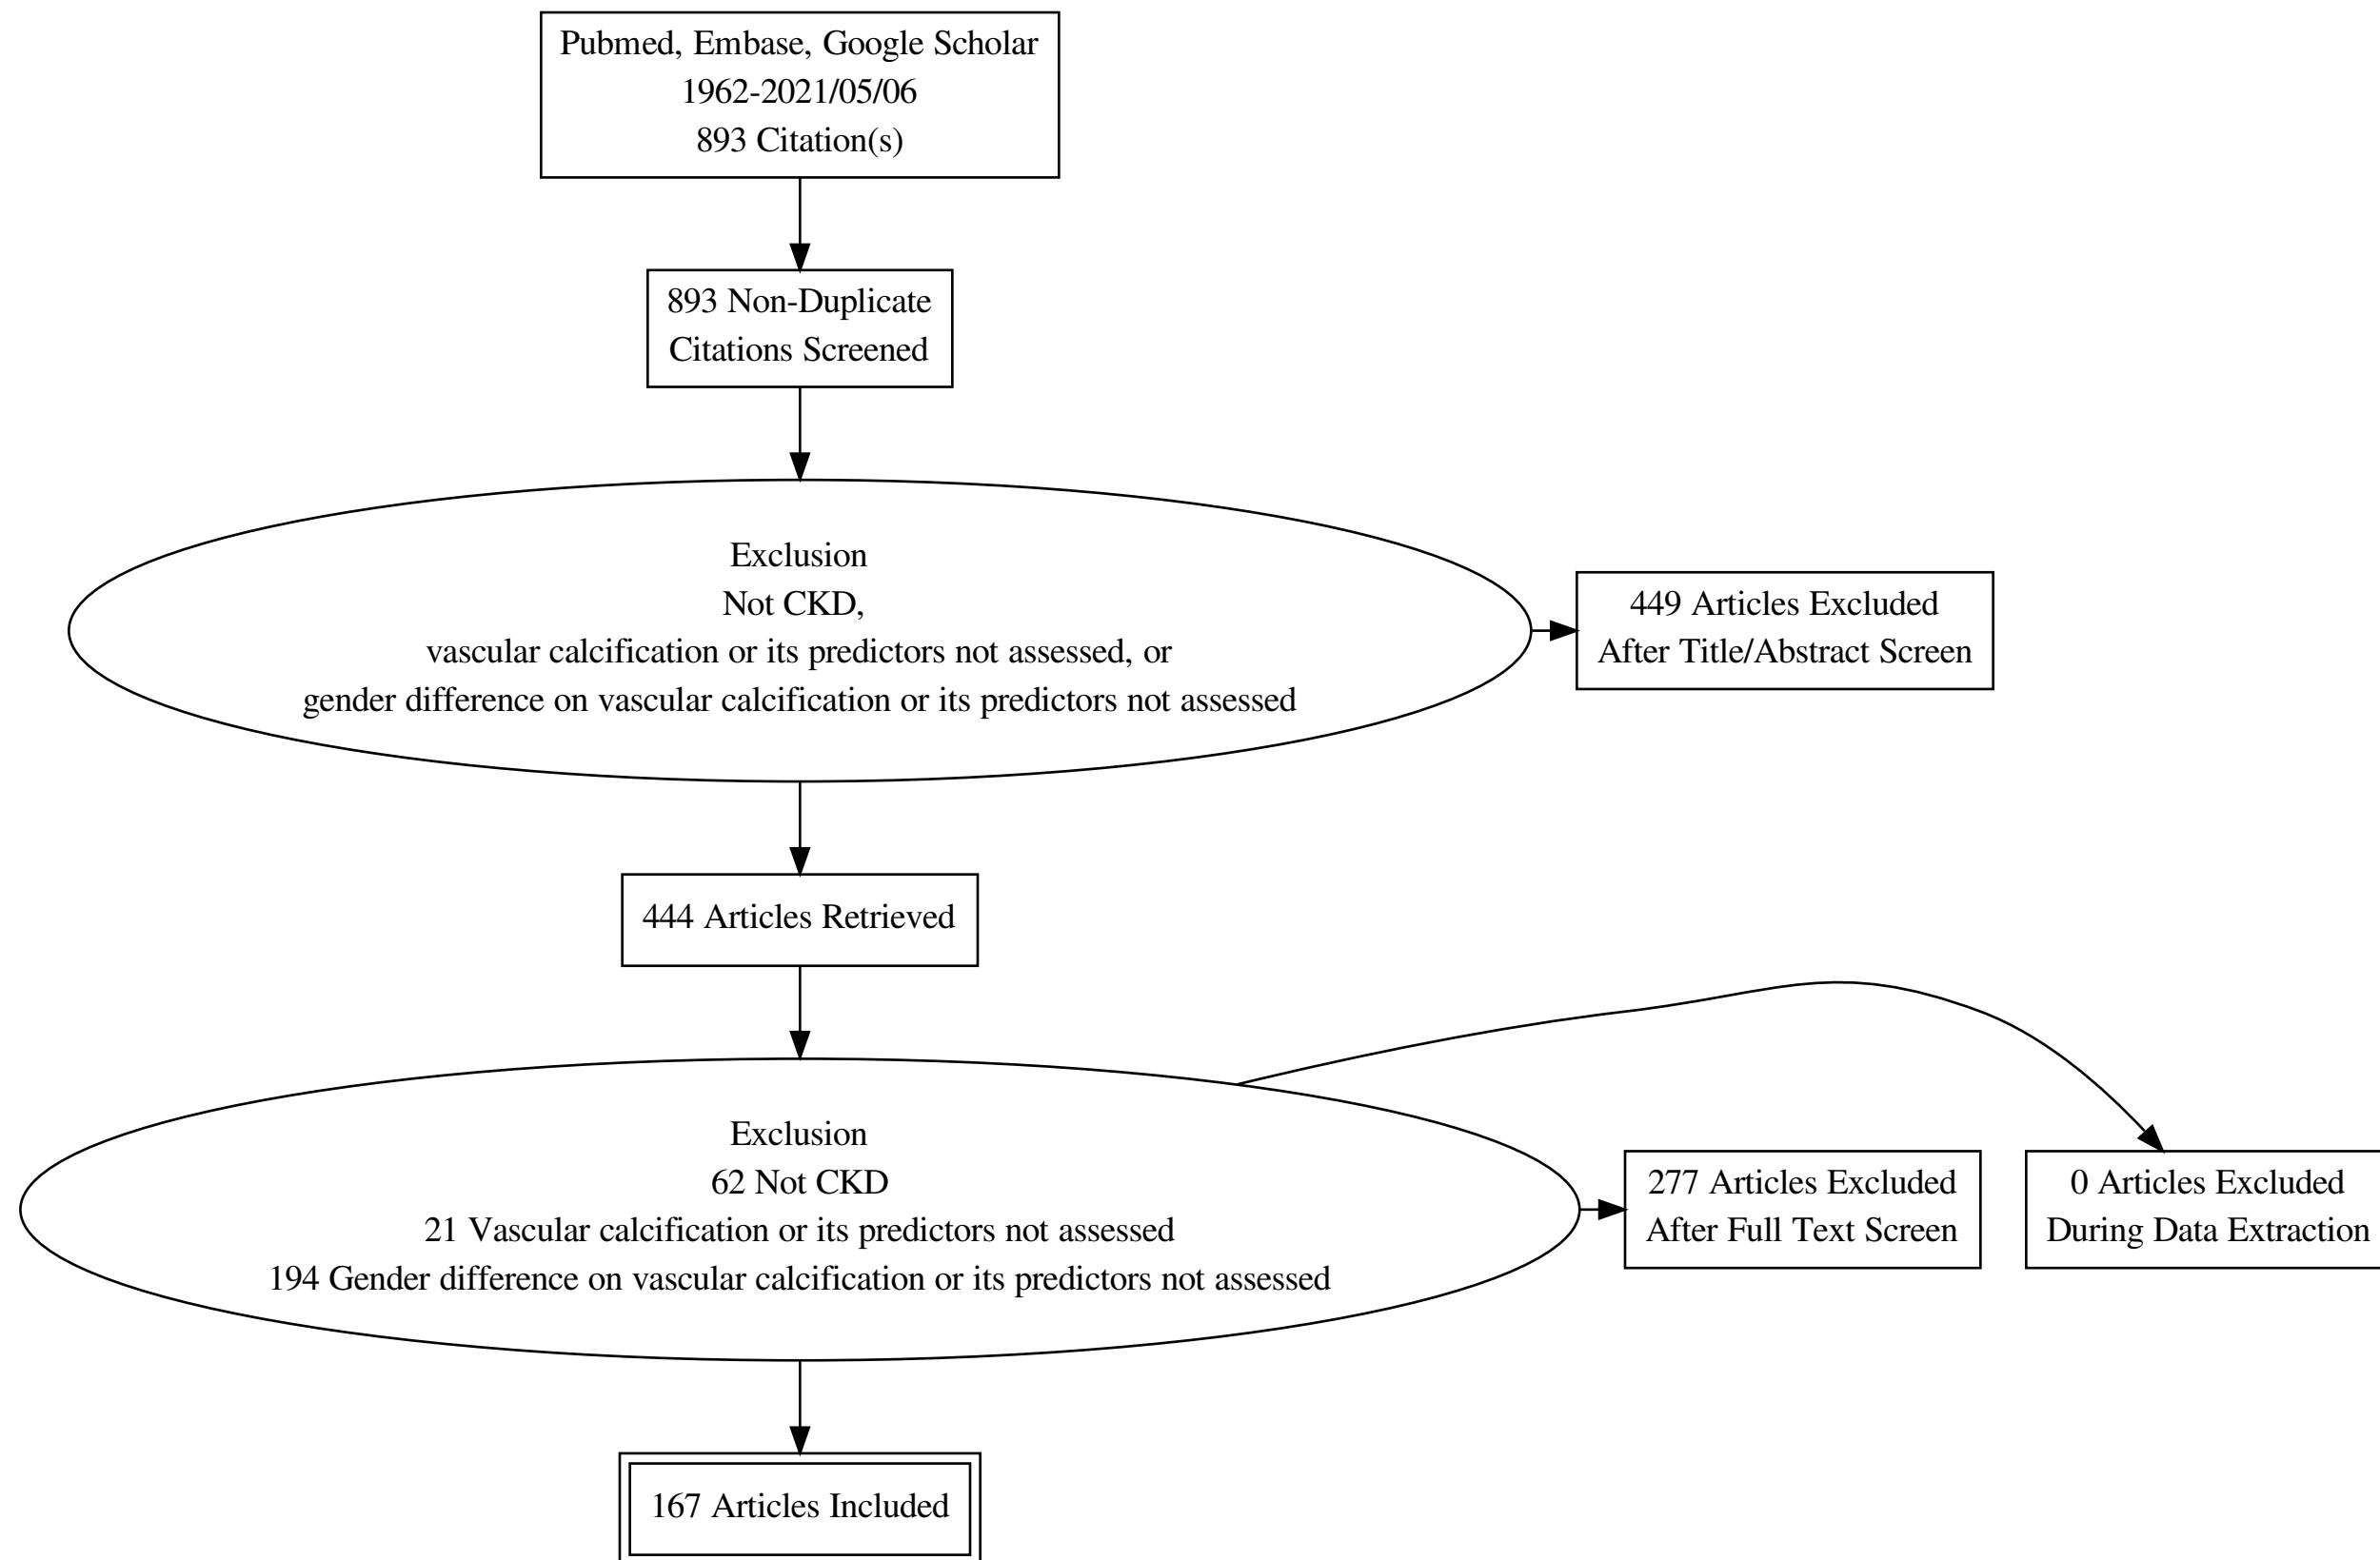 Pubmed, Embase, Google Scholar
1962-2021/05/06
893 Citation(s)
893 Non-Duplicate
Citations Screened
Exclusion
Not CKD,
vascular calcification or its predictors not assessed, or
gender difference on vascular calcification or its predictors not assessed
449 Articles Excluded
After Title/Abstract Screen
444 Articles Retrieved
Exclusion
62 Not CKD
21 Vascular calcification or its predictors not assessed
194 Gender difference on vascular calcification or its predictors not assessed
277 Articles Excluded
After Full Text Screen
0 Articles Excluded
During Data Extraction
167 Articles Included